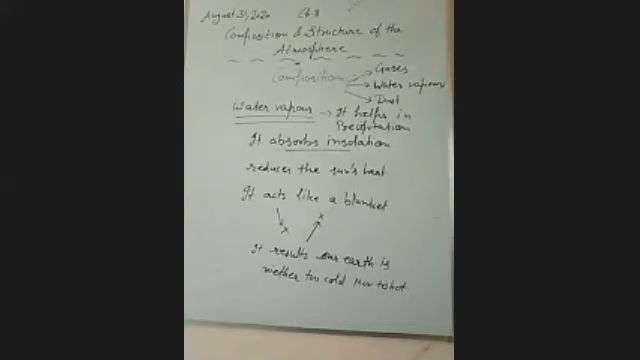 August 31, 2020 Ch-8
Composition & Structure of the
Atmosphere
Composition
Gases
Water vapour
Dust
Water vapour → It helps in
Precipitation
It absorbs insolation
reduces the sun's heat.
It acts like a blanket
It results our earth is
niether too cold Nor too hot.